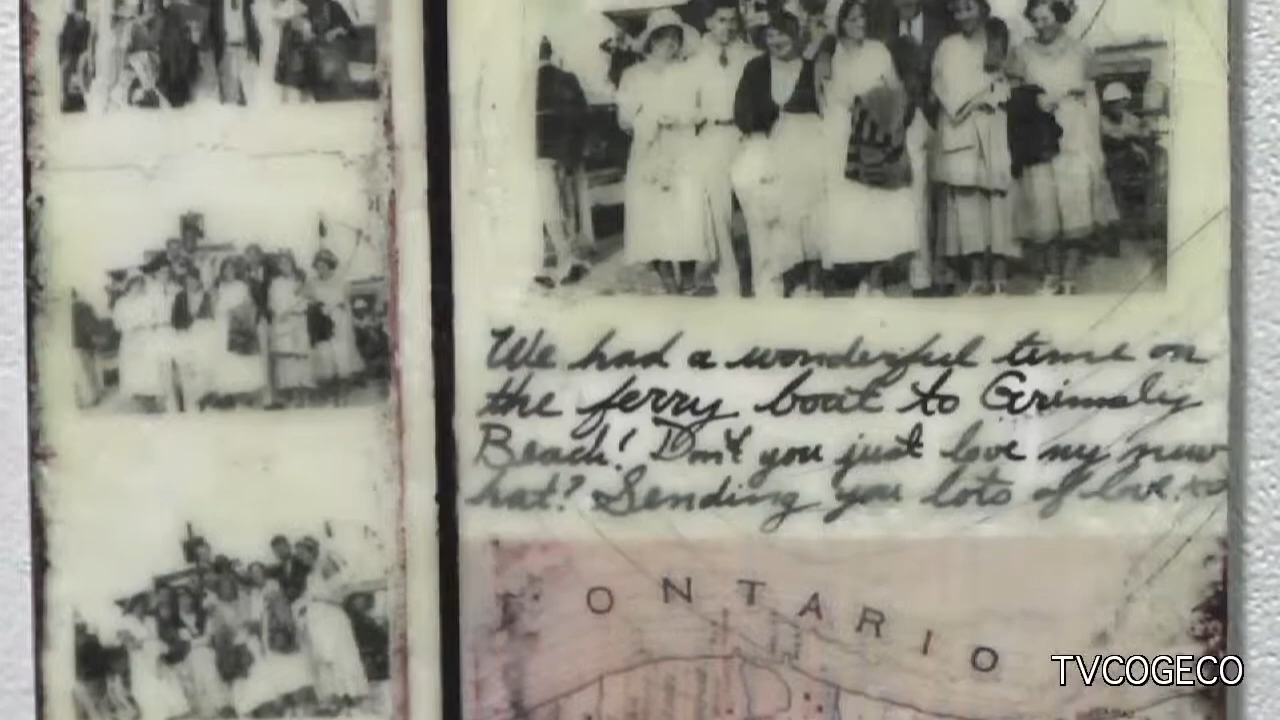 We had a wonderful time on
the ferry boat to Grimsby
Beach! Don't you just love my new
hat? Sending you lots of love. xo
ONTARIO
TVCOGECO